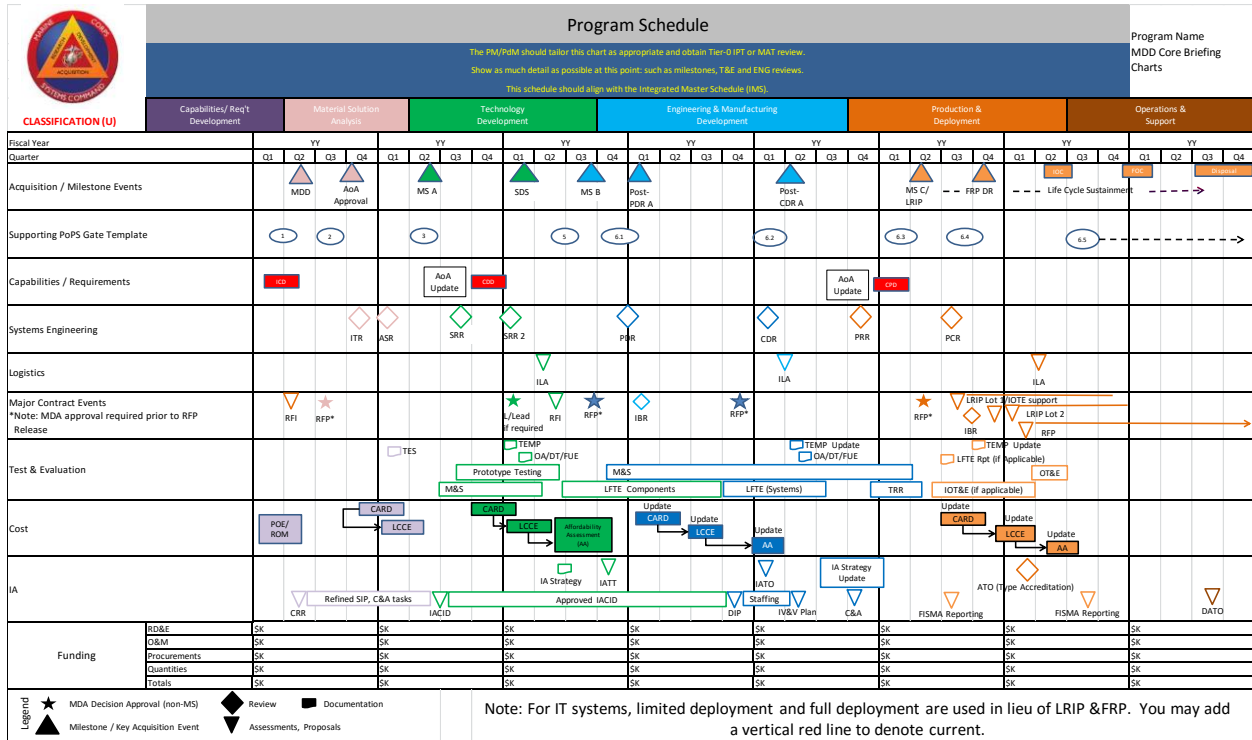 MARINE CORPS
SYSTEMS COMMAND
RESEARCH
DEVELOPMENT
ACQUISITION
CLASSIFICATION (U)
Program Schedule
The PM/PdM should tailor this chart as appropriate and obtain Tier-0 IPT or MAT review.
Show as much detail as possible at this point: such as milestones, T&E and ENG reviews.
This schedule should align with the Integrated Master Schedule (IMS).
Program Name
MDD Core Briefing
Charts
Capabilities/ Req't
Development
Material Solution
Analysis
Technology
Development
Engineering & Manufacturing
Development
Production &
Deployment
Operations &
Support
Fiscal Year YY YY YY YY YY YY YY YY
Quarter Q1 Q2 Q3 Q4 Q1 Q2 Q3 Q4 Q1 Q2 Q3 Q4 Q1 Q2 Q3 Q4 Q1 Q2 Q3 Q4 Q1 Q2 Q3 Q4 Q1 Q2 Q3 Q4 Q1 Q2 Q3 Q4
Acquisition / Milestone Events
MDD
AoA
Approval
MS A
SDS
MS B
Post-
PDR A
Post-
CDR A
MS C/
LRIP
FRP DR
IOC
Life Cycle Sustainment
FOC
Disposal
Supporting PoPS Gate Template
1 2 3 5 6.1 6.2 6.3 6.4 6.5
Capabilities / Requirements
ICD
AoA
Update
CDD
AoA
Update
CPD
Systems Engineering
ITR ASR SRR SRR 2 PDR CDR PRR PCR
Logistics
ILA ILA ILA
Major Contract Events
*Note: MDA approval required prior to RFP
Release
RFI
RFP*
L/Lead
if required
RFI
RFP*
IBR
RFP*
RFP*
LRIP Lot 1/IOTE support
IBR
LRIP Lot 2
RFP
Test & Evaluation
TES
TEMP
OA/DT/FUE
Prototype Testing
M&S
M&S
LFTE Components
TEMP Update
OA/DT/FUE
LFTE (Systems)
TRR
TEMP Update
LFTE Rpt (if Applicable)
OT&E
IOT&E (if applicable)
Cost
POE/
ROM
CARD
LCCE
CARD
LCCE
Affordability
Assessment
(AA)
Update
CARD
Update
LCCE
Update
AA
Update
CARD
Update
LCCE
Update
AA
IA
CRR
Refined SIP, C&A tasks
IACID
IA Strategy
IATT
Approved IACID
DIP
Staffing
IATO
IV&V Plan
IA Strategy
Update
C&A
FISMA Reporting
ATO (Type Accreditation)
FISMA Reporting
DATO
Funding
RD&E $K $K $K $K $K $K $K $K
O&M $K $K $K $K $K $K $K $K
Procurements $K $K $K $K $K $K $K $K
Quantities $K $K $K $K $K $K $K $K
Totals $K $K $K $K $K $K $K $K
Legend
MDA Decision Approval (non-MS)
Review
Documentation
Milestone / Key Acquisition Event
Assessments, Proposals
Note: For IT systems, limited deployment and full deployment are used in lieu of LRIP &FRP. You may add
a vertical red line to denote current.